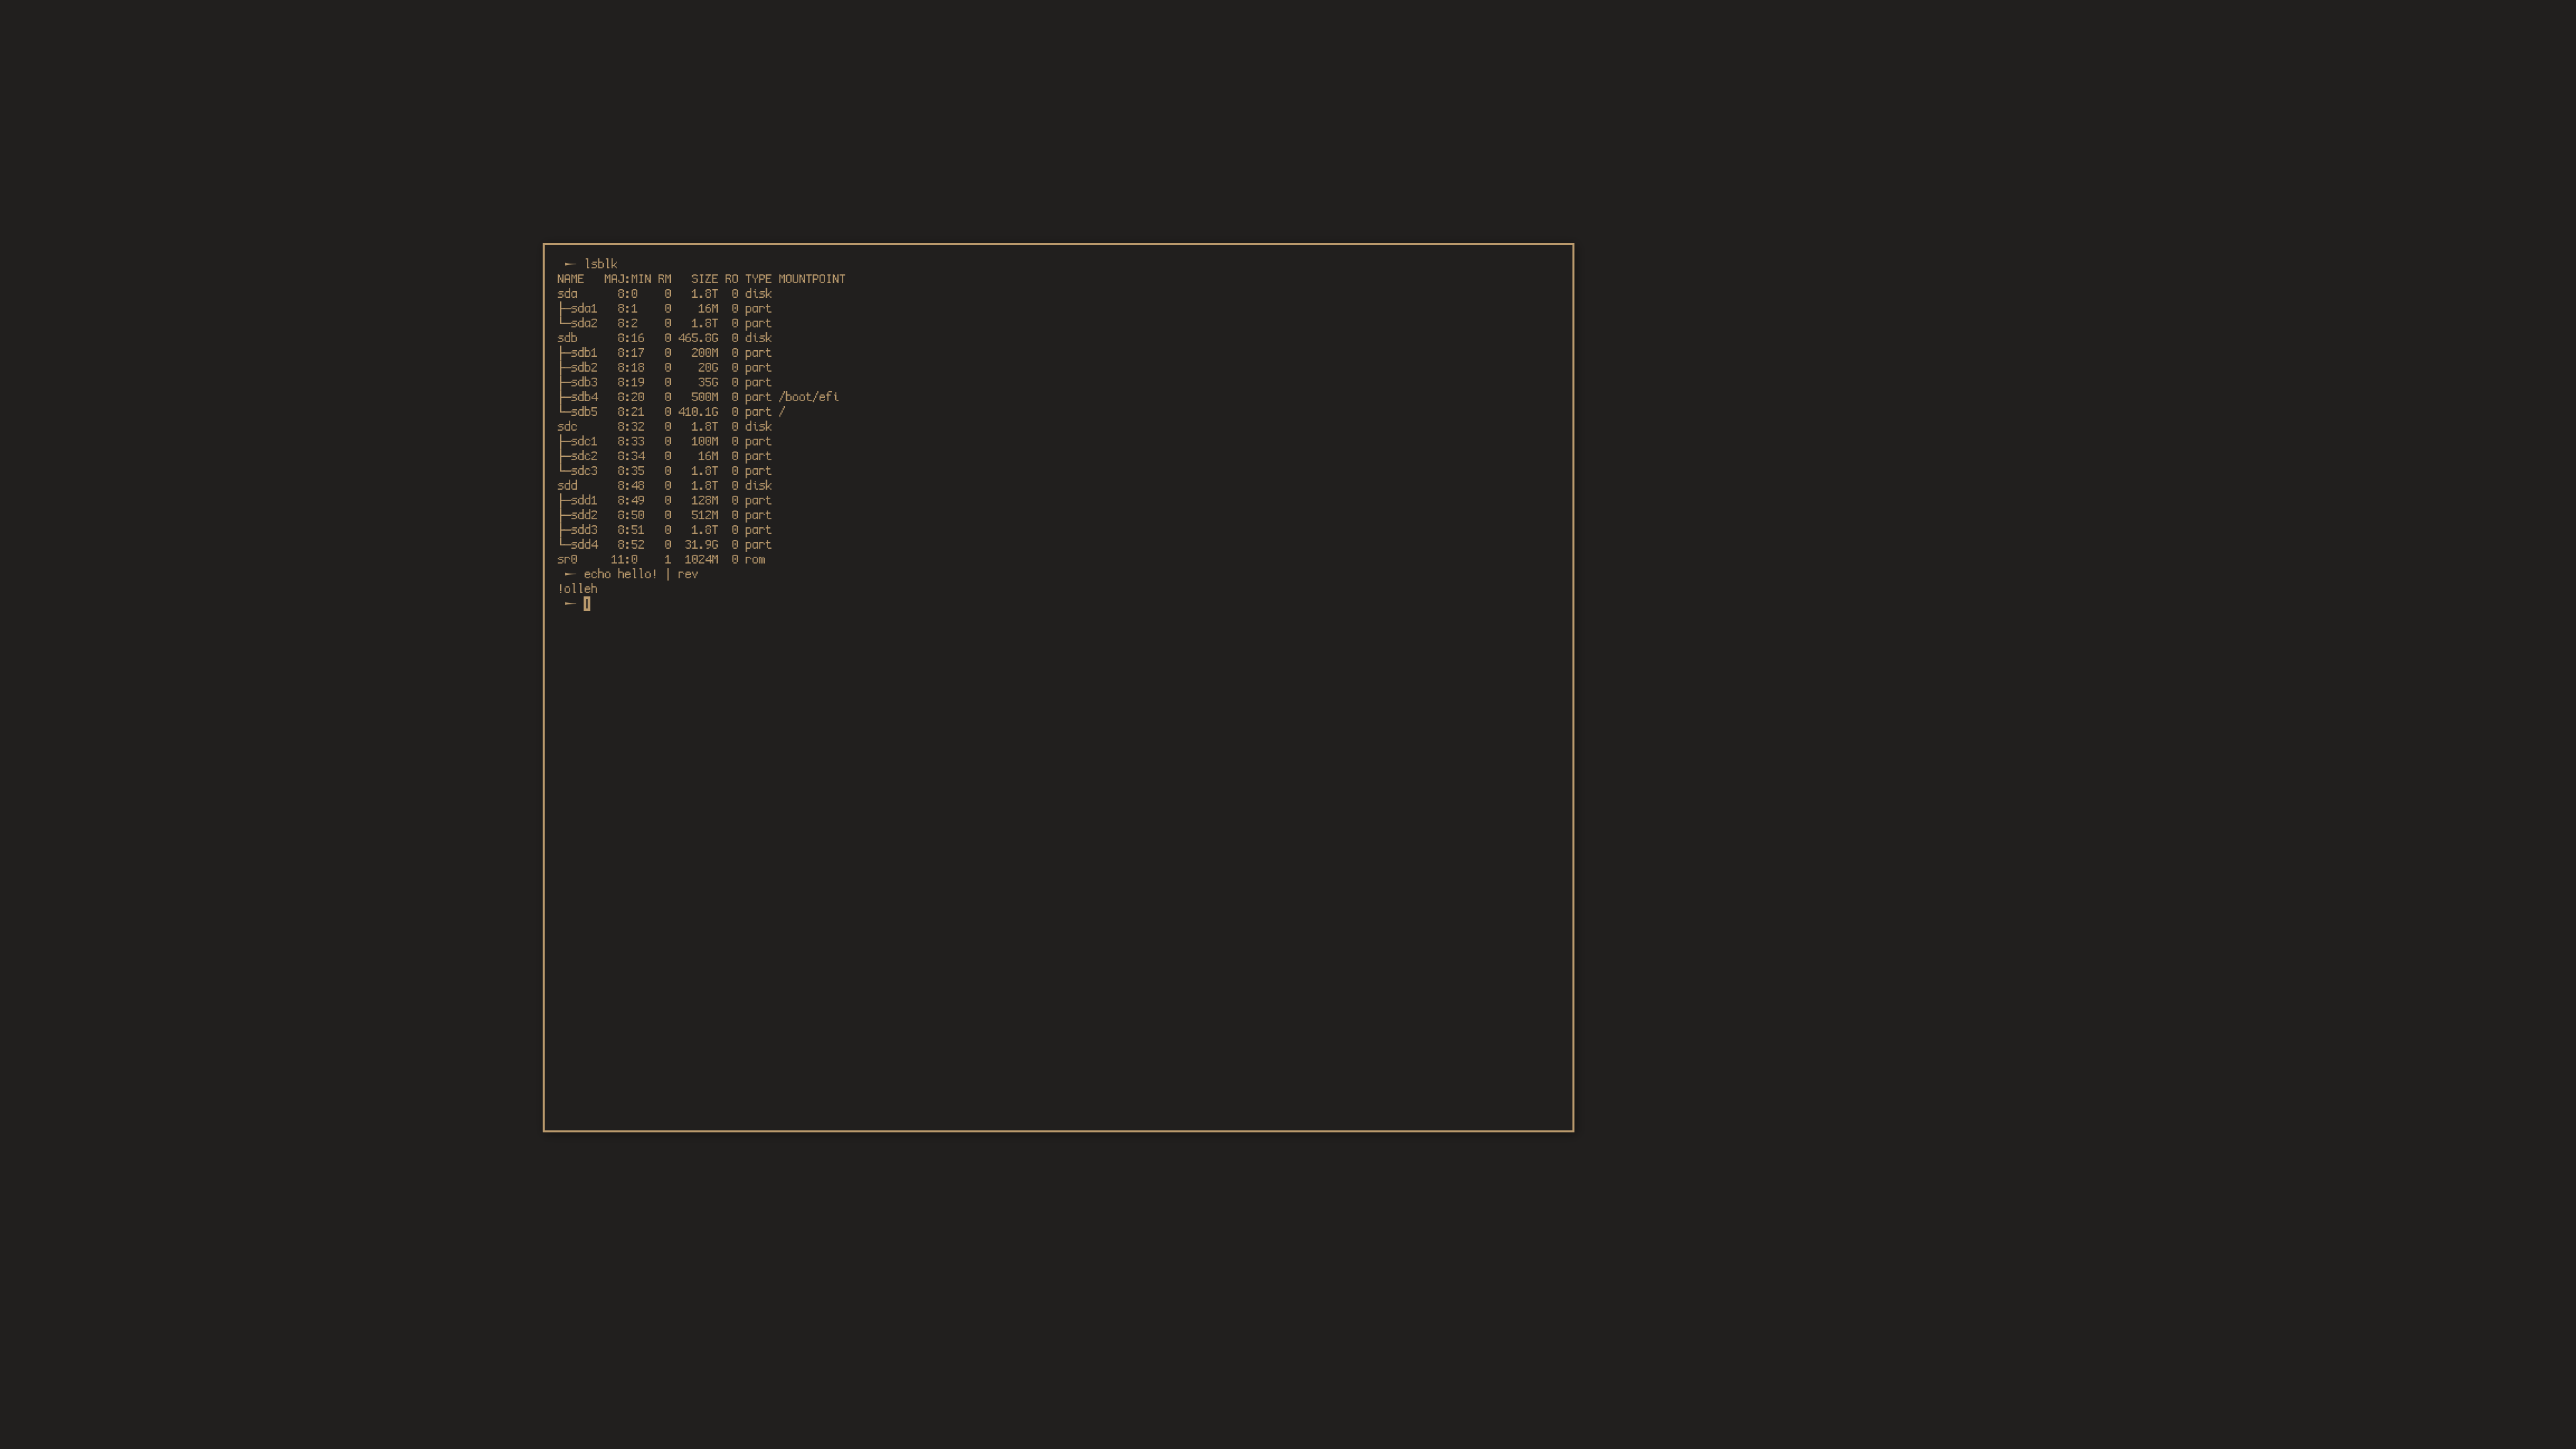 ╾─ lsblk
NAME   MAJ:MIN RM   SIZE RO TYPE MOUNTPOINT
sda      8:0    0   1.8T  0 disk
├─sda1   8:1    0    16M  0 part
└─sda2   8:2    0   1.8T  0 part
sdb      8:16   0 465.8G  0 disk
├─sdb1   8:17   0   200M  0 part
├─sdb2   8:18   0    20G  0 part
├─sdb3   8:19   0    35G  0 part
├─sdb4   8:20   0   500M  0 part /boot/efi
└─sdb5   8:21   0 410.1G  0 part /
sdc      8:32   0   1.8T  0 disk
├─sdc1   8:33   0   100M  0 part
├─sdc2   8:34   0    16M  0 part
└─sdc3   8:35   0   1.8T  0 part
sdd      8:48   0   1.8T  0 disk
├─sdd1   8:49   0   128M  0 part
├─sdd2   8:50   0   512M  0 part
├─sdd3   8:51   0   1.8T  0 part
└─sdd4   8:52   0  31.9G  0 part
sr0     11:0    1  1024M  0 rom
╾─ echo hello! | rev
!olleh
╾─